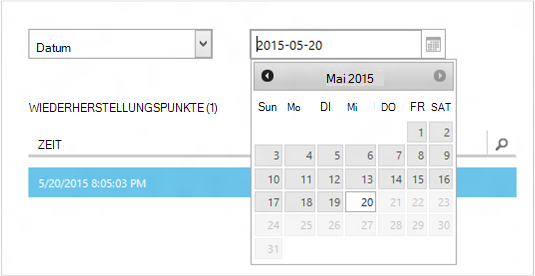 Datum
2015-05-20
Mai 2015
Sun Mo DI Mi DO FR SAT
1 2
3 4 5 6 7 8 9
10 11 12 13 14 15 16
17 18 19 20 21 22 23
24 25 26 27 28 29 30
31
WIEDERHERSTELLUNGSPUNKTE (1)
ZEIT
5/20/2015 8:05:03 PM